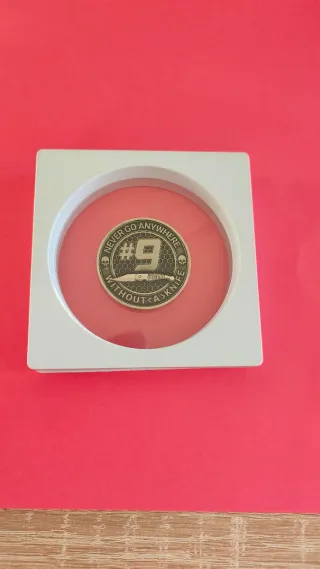 NEVER GO ANYWHERE
#9
WITHOUT <A> KNIFE